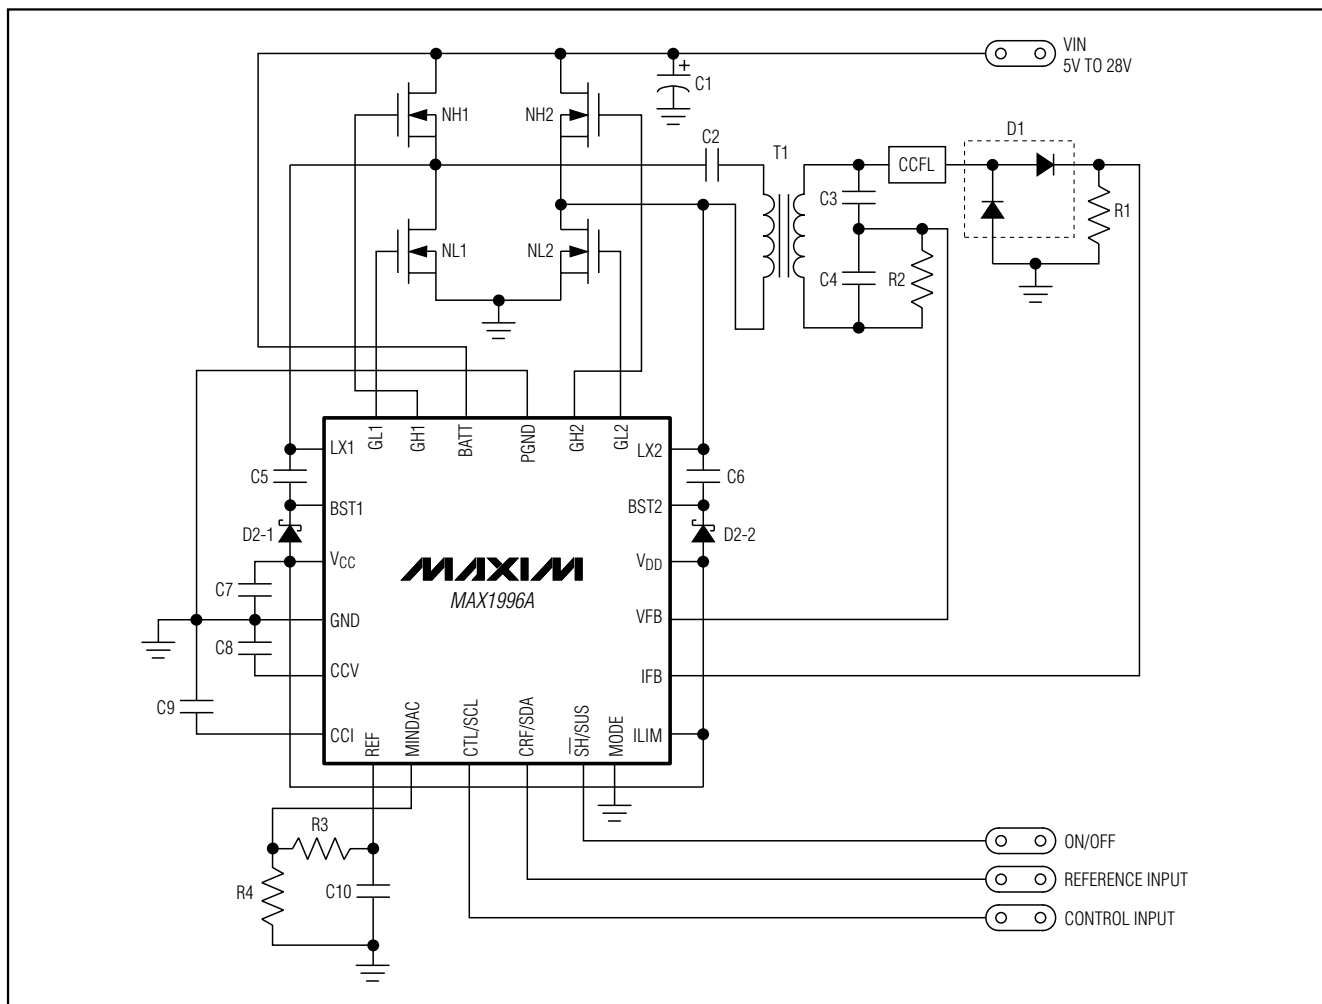 VIN
5V TO 28V
+
C1
NH1
NH2
C2
T1
D1
CCFL
C3
R1
NL1
NL2
C4
R2
GL1
GH1
BATT
PGND
GH2
GL2
LX1
LX2
C5
C6
BST1
BST2
D2-1
D2-2
VCC
VDD
C7
MAXIM
MAX1996A
GND
VFB
C8
CCV
IFB
C9
CCI
REF
MINDAC
CTL/SCL
CRF/SDA
SH/SUS
MODE
ILIM
R3
R4
C10
ON/OFF
REFERENCE INPUT
CONTROL INPUT